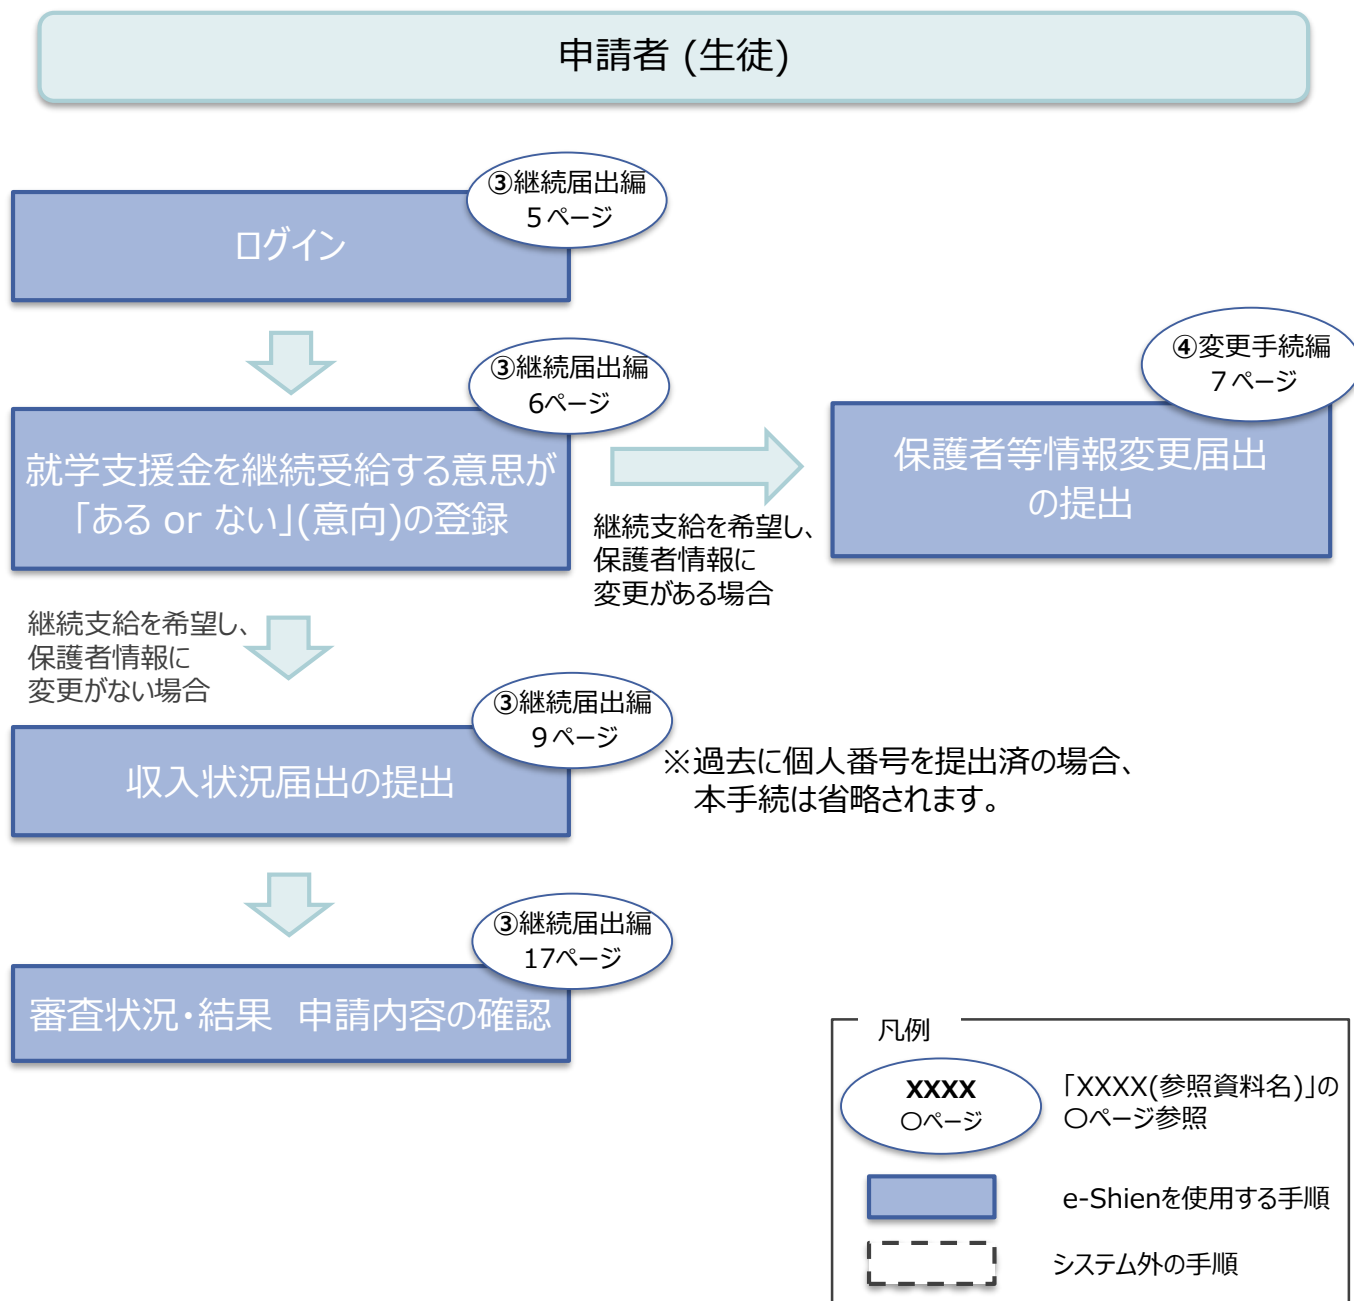 申請者 (生徒)
③継続届出編
5ページ
ログイン
③継続届出編
6ページ
就学支援金を継続受給する意思が
「ある or ない」(意向)の登録
継続支給を希望し、
保護者情報に
変更がある場合
④変更手続編
7ページ
保護者等情報変更届出
の提出
継続支給を希望し、
保護者情報に
変更がない場合
③継続届出編
9ページ
収入状況届出の提出
※過去に個人番号を提出済の場合、
本手続は省略されます。
③継続届出編
17ページ
審査状況・結果　申請内容の確認
凡例
XXXX
〇ページ
「XXXX(参照資料名)」の
〇ページ参照
e-Shienを使用する手順
システム外の手順